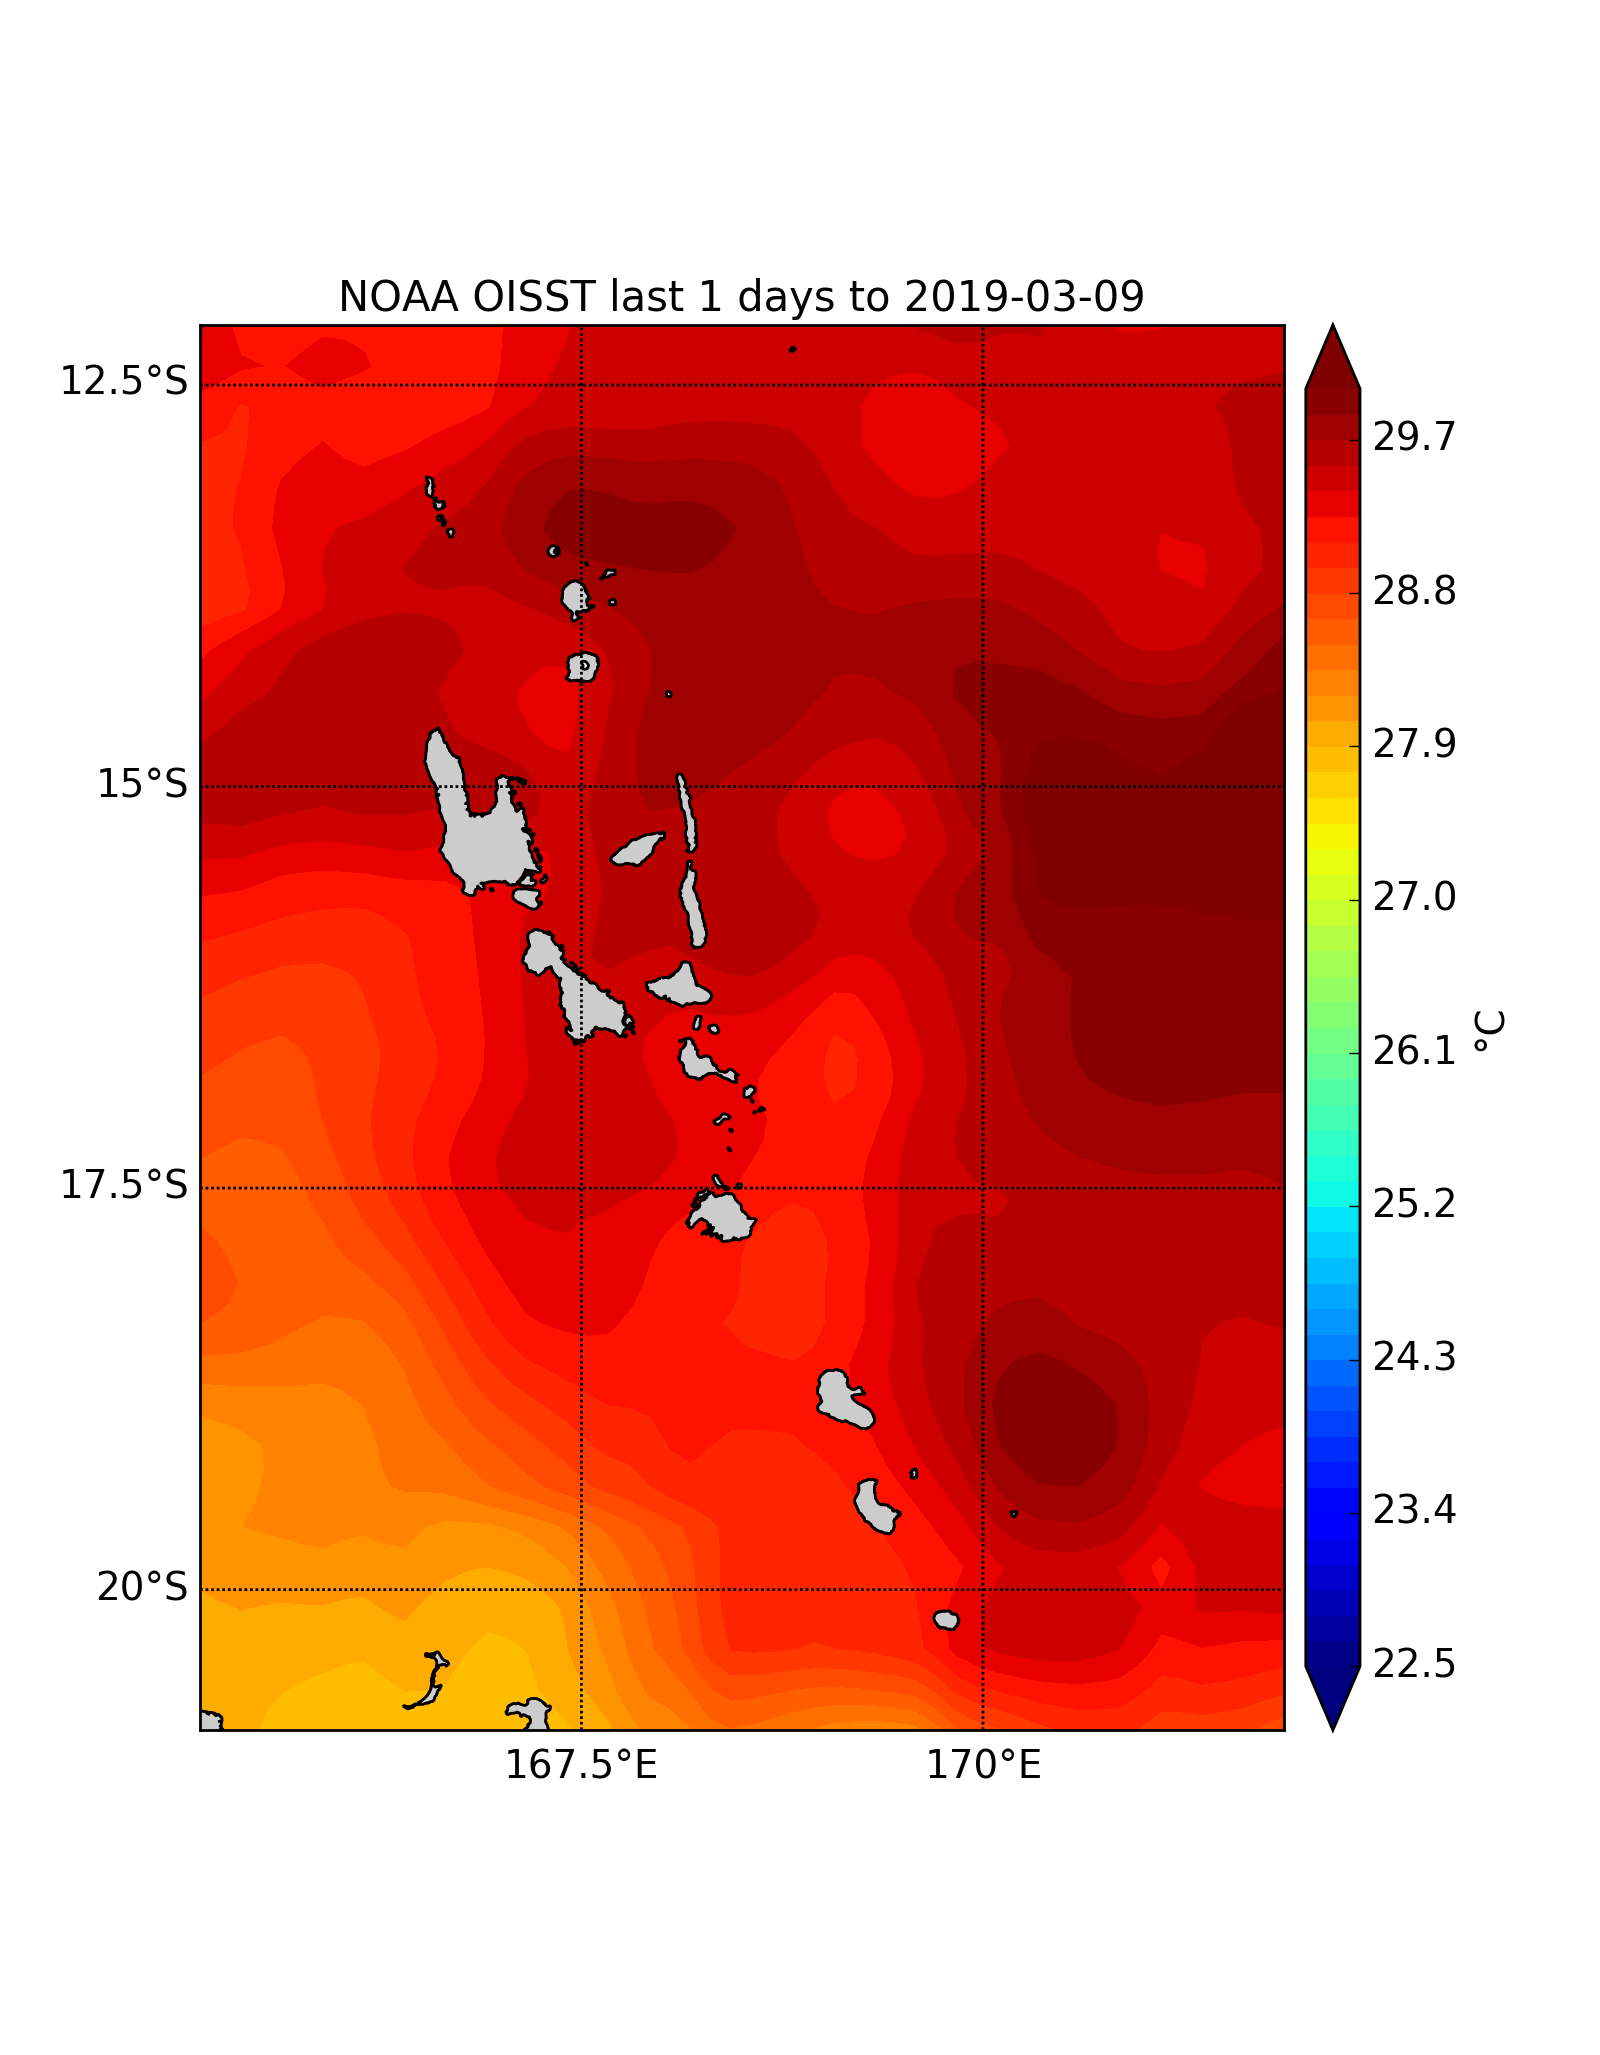 NOAA OISST last 1 days to 2019-03-09
12.5°S
15°S
17.5°S
20°S
167.5°E
170°E
29.7
28.8
27.9
27.0
26.1
25.2
24.3
23.4
22.5
°C